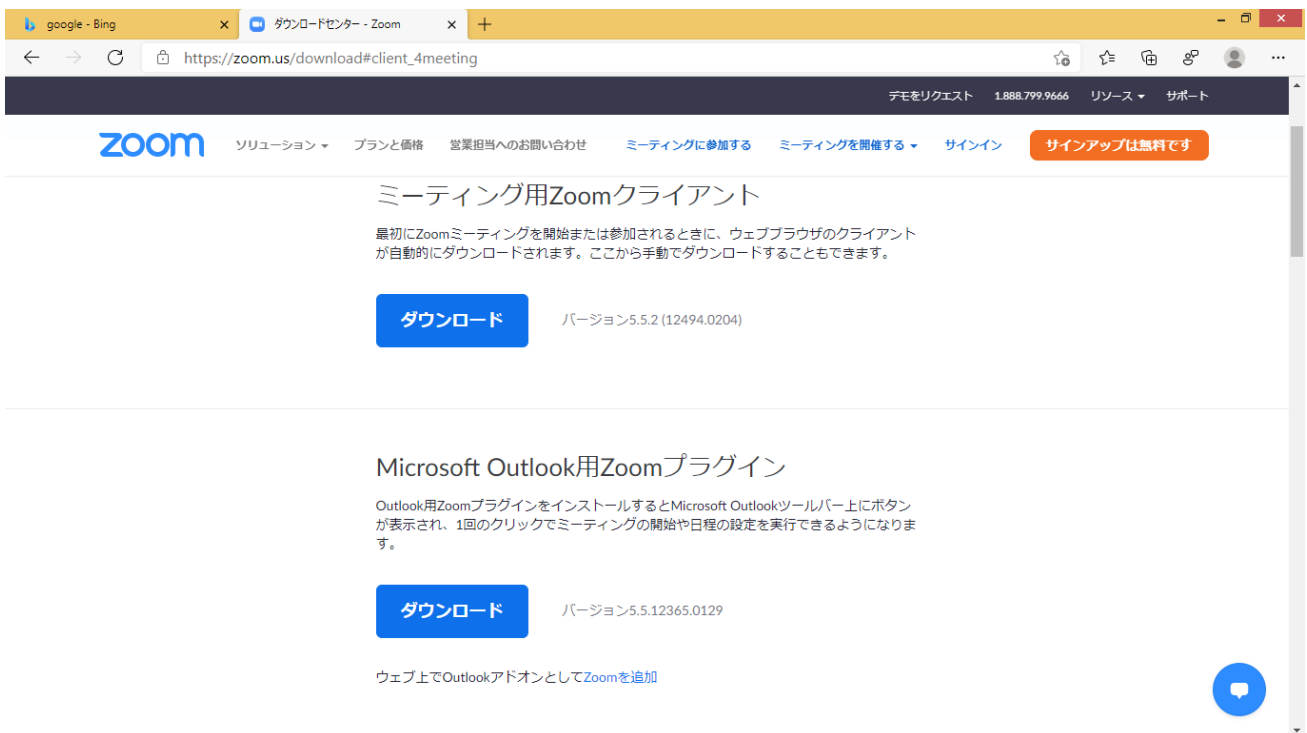 google - Bing
ダウンロードセンター - Zoom
https://zoom.us/download#client_4meeting
デモをリクエスト 1.888.799.9666 リソース サポート
zoom ソリューション プランと価格 営業担当へのお問い合わせ ミーティングに参加する ミーティングを開催する サインイン サインアップは無料です
ミーティング用Zoomクライアント
最初にZoomミーティングを開始または参加されるときに、ウェブブラウザのクライアント
が自動的にダウンロードされます。ここから手動でダウンロードすることもできます。
ダウンロード バージョン5.5.2 (12494.0204)
Microsoft Outlook用Zoomプラグイン
Outlook用ZoomプラグインをインストールするとMicrosoft Outlookツールバー上にボタン
が表示され、1回のクリックでミーティングの開始や日程の設定を実行できるようになりま
す。
ダウンロード バージョン5.5.12365.0129
ウェブ上でOutlookアドオンとしてZoomを追加